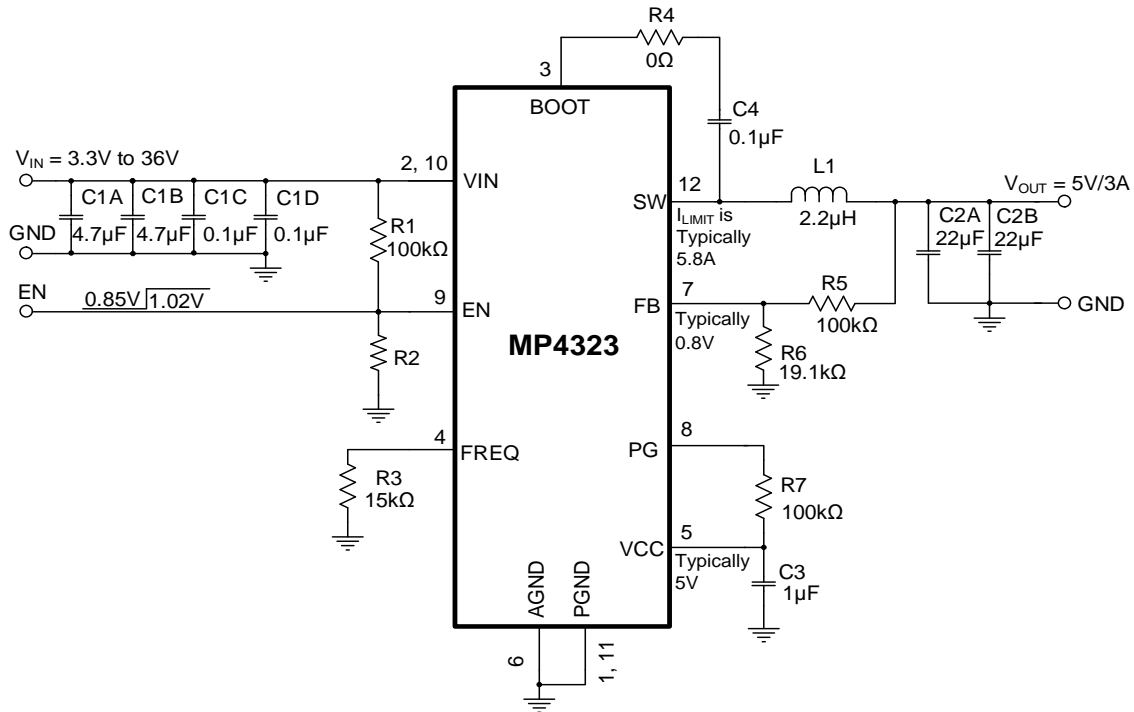 R4
0Ω
3
BOOT
C4
0.1µF
V_IN = 3.3V to 36V
2, 10
VIN
C1A
C1B
C1C
C1D
4.7µF
4.7µF
0.1µF
0.1µF
GND
R1
100kΩ
SW
12
I_LIMIT is
Typically
5.8A
L1
2.2µH
V_OUT = 5V/3A
C2A
22µF
C2B
22µF
GND
EN
0.85V
1.02V
9
EN
FB
7
Typically
0.8V
R5
100kΩ
R6
19.1kΩ
MP4323
R2
4
FREQ
R3
15kΩ
PG
8
R7
100kΩ
VCC
5
Typically
5V
C3
1µF
AGND
PGND
6
1, 11